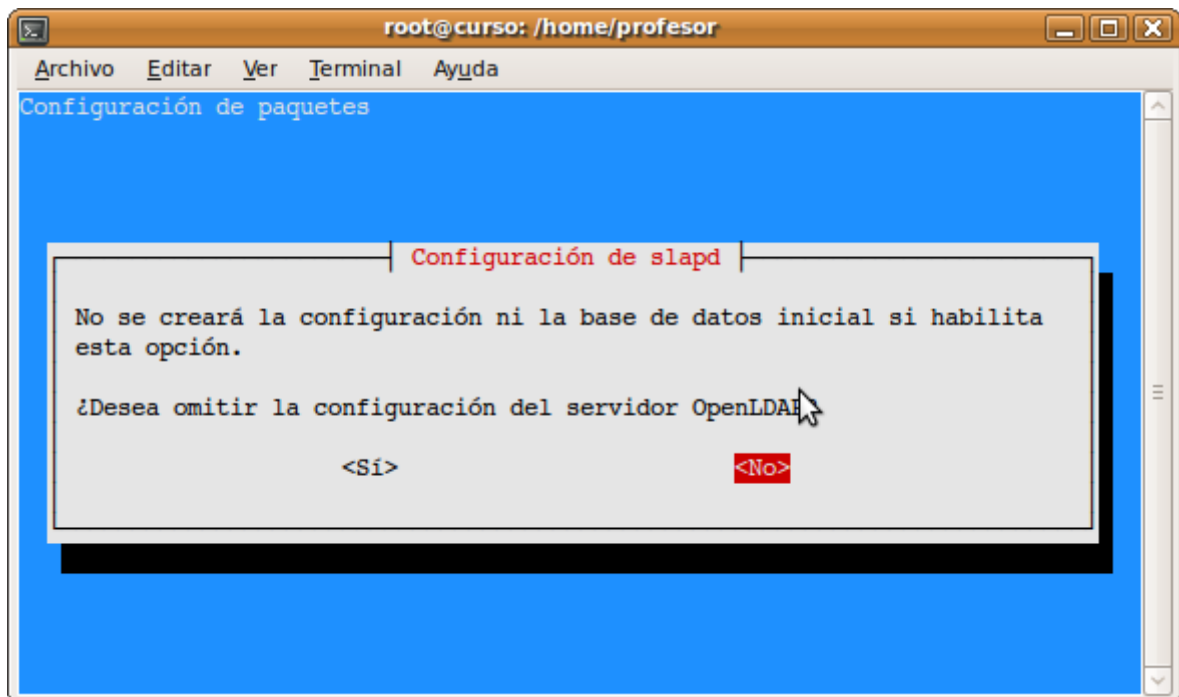 root@curso: /home/profesor
Archivo Editar Ver Terminal Ayuda
Configuración de paquetes
Configuración de slapd
No se creará la configuración ni la base de datos inicial si habilita
esta opción.
¿Desea omitir la configuración del servidor
<Sí> <No>